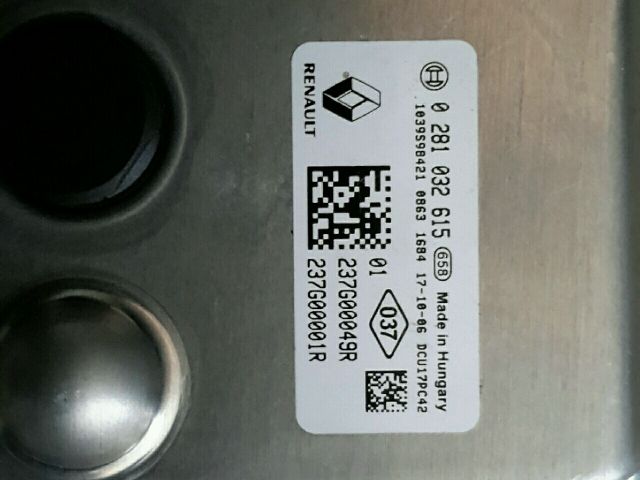 0 281 032 615 658 Made in Hungary
1039S98421 0863 1684 17-10-06 DCU17PC42
RENAULT
01
037
237G00049R
237G00001R